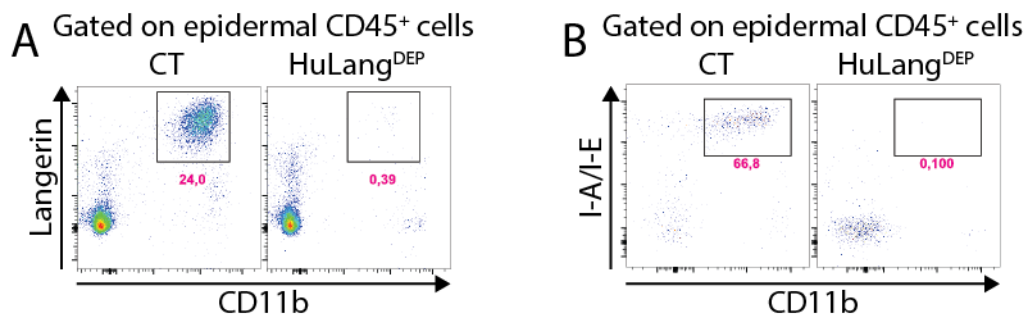 A Gated on epidermal CD45⁺ cells
CT HuLangᴰᴱᴾ
Langerin
24,0 0,39
CD11b
B Gated on epidermal CD45⁺ cells
CT HuLangᴰᴱᴾ
I-A/I-E
66,8 0,100
CD11b